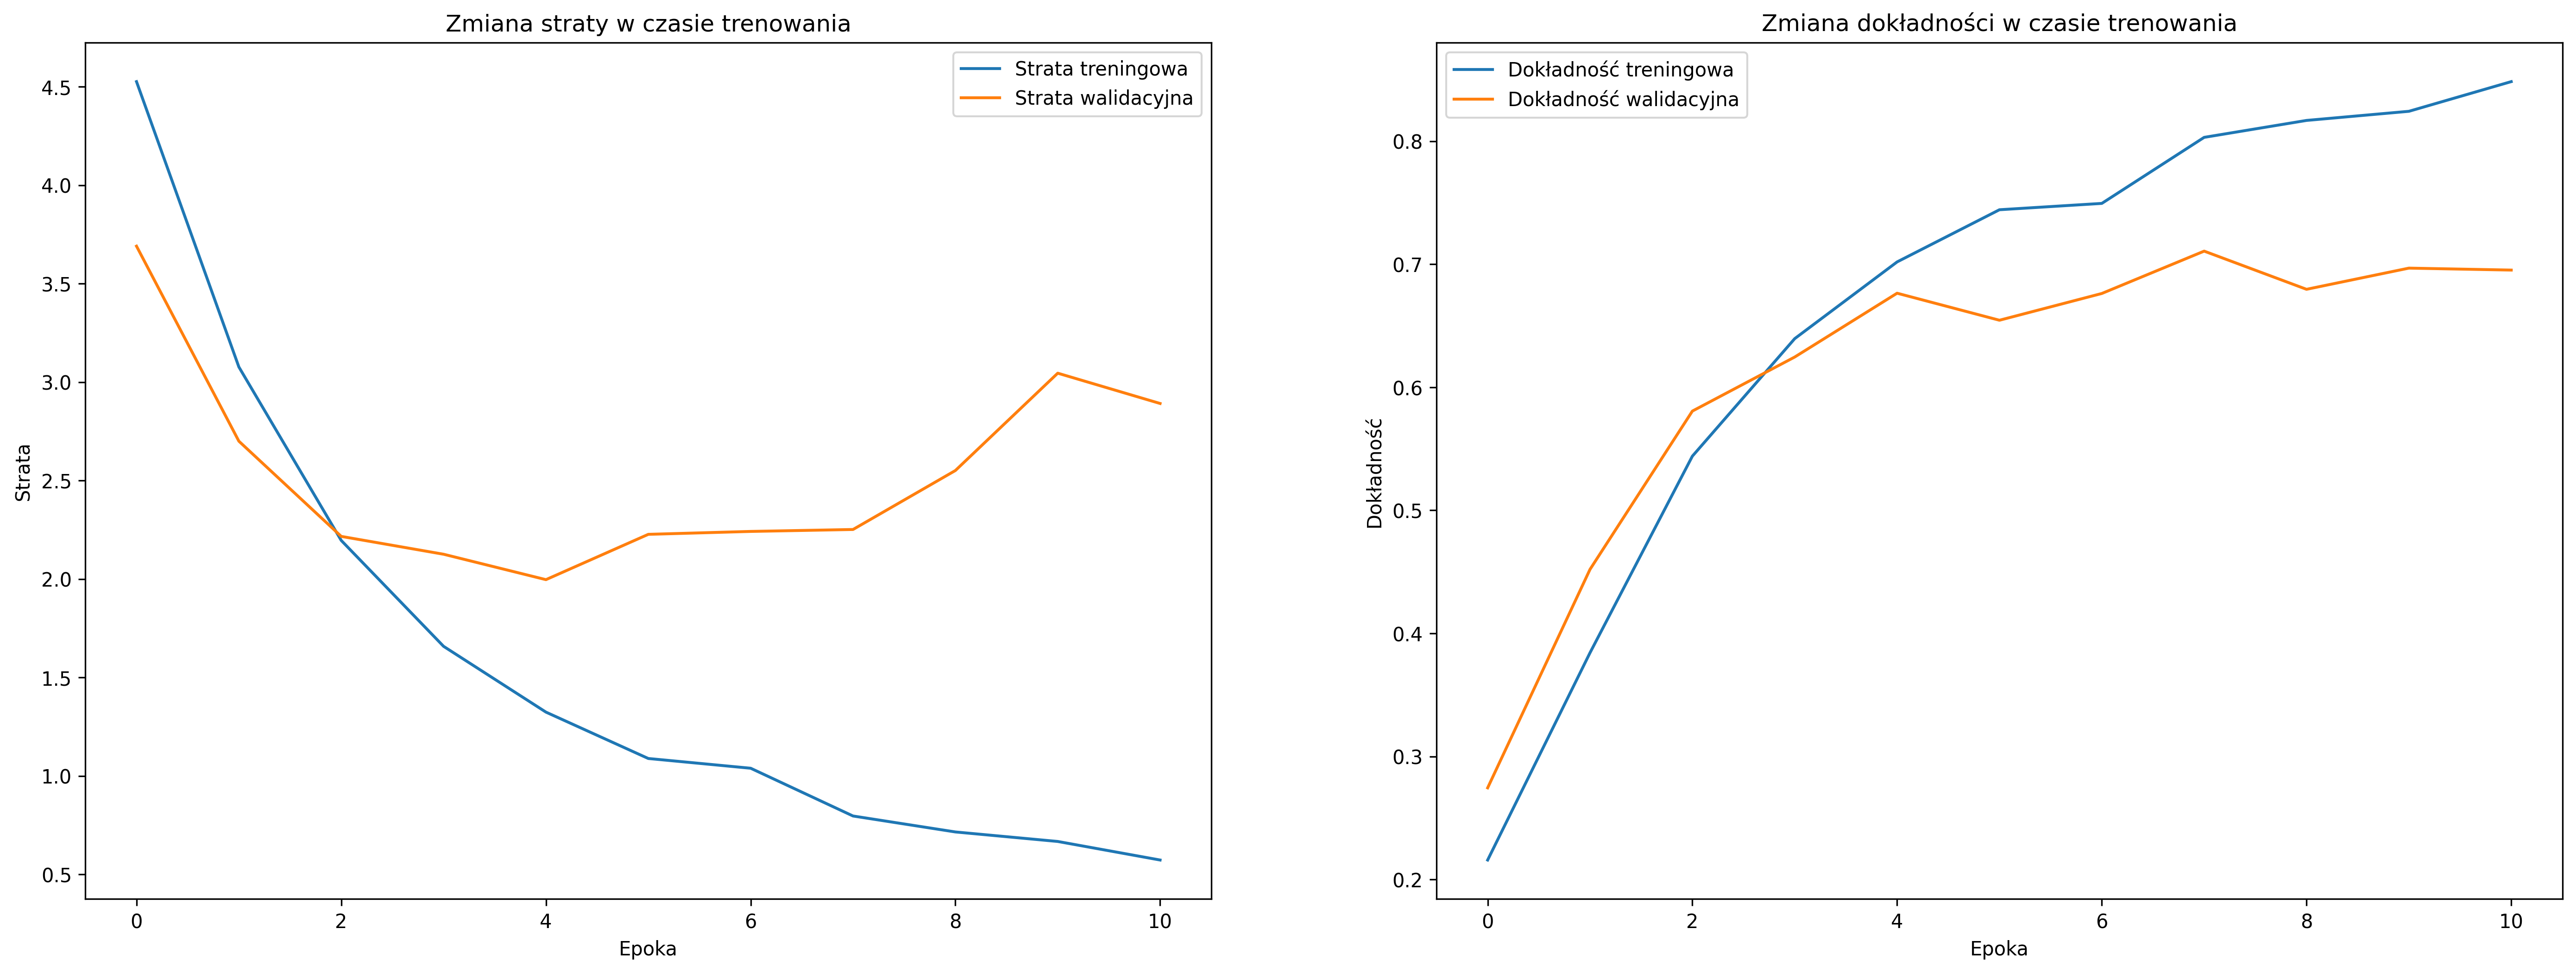 Zmiana straty w czasie trenowania
Strata treningowa
Strata walidacyjna
4.5
4.0
3.5
3.0
2.5
2.0
1.5
1.0
0.5
Strata
0 2 4 6 8 10
Epoka
Zmiana dokładności w czasie trenowania
Dokładność treningowa
Dokładność walidacyjna
0.8
0.7
0.6
0.5
0.4
0.3
0.2
Dokładność
0 2 4 6 8 10
Epoka